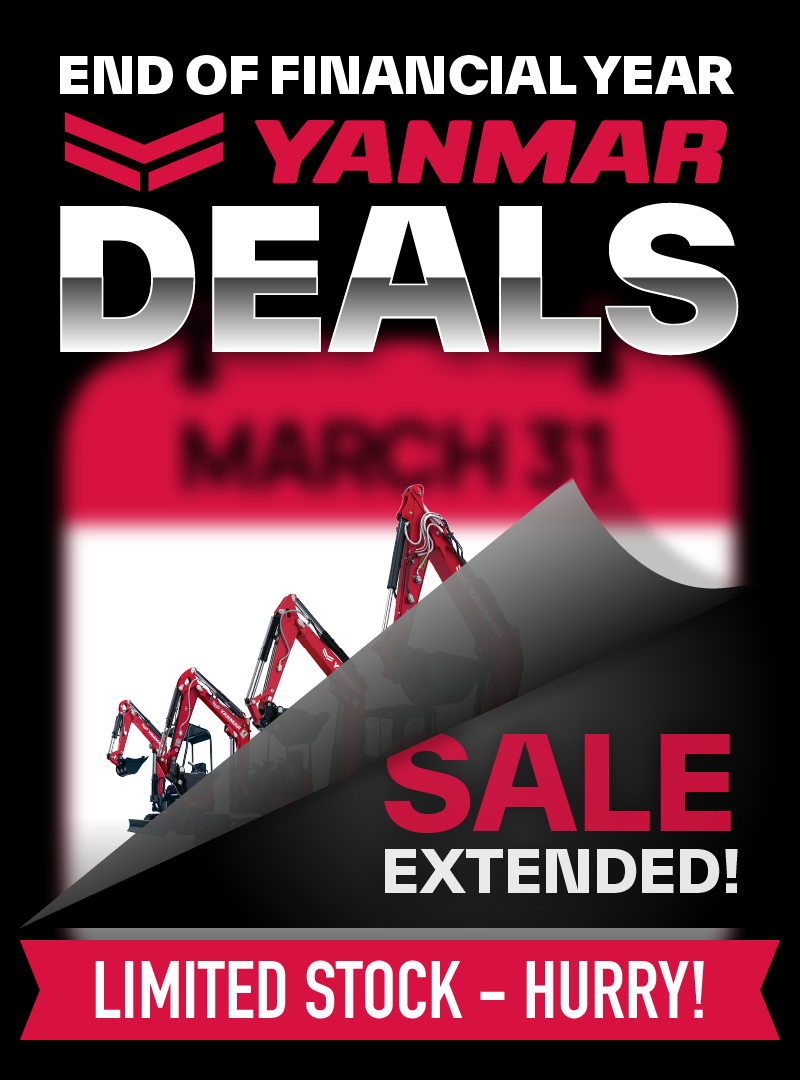 END OF FINANCIAL YEAR
YANMAR
DEALS
MARCH 31
SALE
EXTENDED!
LIMITED STOCK - HURRY!